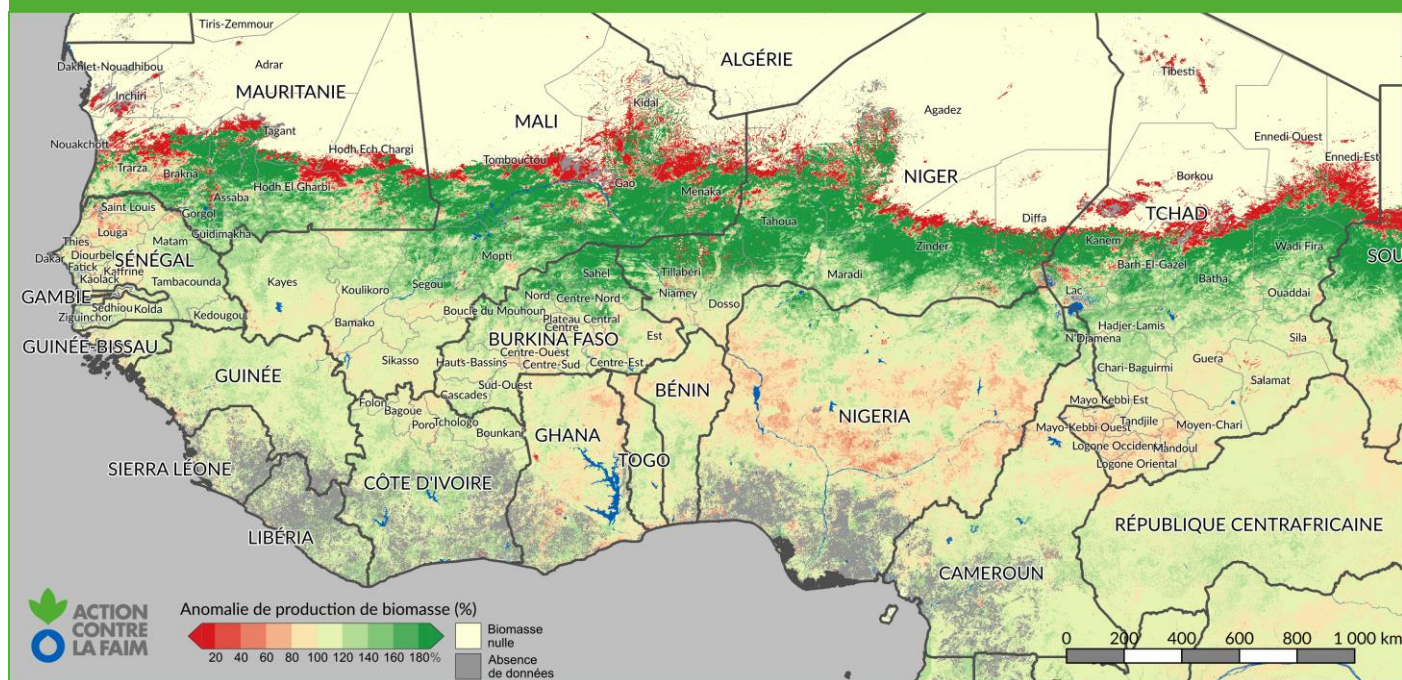 Tiris-Zemmour
Dakhlet-Nouadhibou
Adrar
Inchiri
MAURITANIE
ALGÉRIE
Tibesti
Kidal
Agadez
MALI
Nouakchott
Tagant
Hodh Ech Chargi
Tombouctou
Ennedi-Ouest
Ennedi-Est
Trarza
Brakna
Hodh El Gharbi
Gao
Menaka
NIGER
Borkou
Assaba
Diffa
TCHAD
Saint Louis
Gorgol
Tahoua
Zinder
Kanem
Wadi Fira
Louga
Matam
Guidimakha
Mopti
SOU
Thies
Dakar
Diourbel
Fatick
Kaffrine
Kaolack
SÉNÉGAL
Tambacounda
Kayes
Koulikoro
Segou
Sahel
Tillaberi
Niamey
Maradi
Barh-El-Gazel
Batha
Lac
Ouaddai
GAMBIE
Sedhiou
Kolda
Ziguinchor
Kedougou
Nord
Centre-Nord
Dosso
Boucle du Mouhoun
Plateau Central
Centre
Bamako
BURKINA FASO
Est
Hadjer-Lamis
N'Djamena
Sila
GUINÉE-BISSAU
Sikasso
Hauts-Bassins
Centre-Ouest
Centre-Sud
Centre-Est
Guera
Chari-Baguirmi
Salamat
GUINÉE
Sud-Ouest
Cascades
BÉNIN
Folon
Bagoue
Poro
Tchologo
Bounkan
NIGERIA
Mayo Kebbi Est
Mayo-Kebbi Ouest
Tandjile
Moyen-Chari
GHANA
Logone Occidental
Mandoul
Logone Oriental
SIERRA LÉONE
CÔTE D'IVOIRE
TOGO
LIBÉRIA
RÉPUBLIQUE CENTRAFRICAINE
CAMEROUN
ACTION
CONTRE
LA FAIM
Anomalie de production de biomasse (%)
20 40 60 80 100 120 140 160 180%
Biomasse
nulle
Absence
de données
0 200 400 600 800 1 000 km